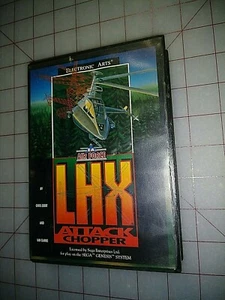 ELECTRONIC ARTS®
LHX
ATTACK
CHOPPER
Licensed by Sega Enterprises Ltd.
for play on the SEGA™ GENESIS™ SYSTEM